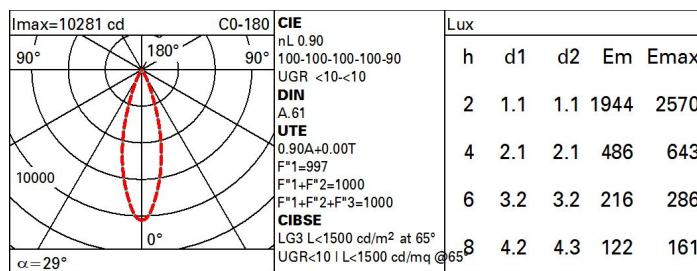 Imax=10281 cd C0-180
90° 180° 90°
10000
0°
α=29°
CIE
nL 0.90
100-100-100-100-90
UGR <10-<10
DIN
A.61
UTE
0.90A+0.00T
F"1=997
F"1+F"2=1000
F"1+F"2+F"3=1000
CIBSE
LG3 L<1500 cd/m² at 65°
UGR<10 | L<1500 cd/mq @65°
Lux
h d1 d2 Em Emax
2 1.1 1.1 1944 2570
4 2.1 2.1 486 643
6 3.2 3.2 216 286
8 4.2 4.3 122 161